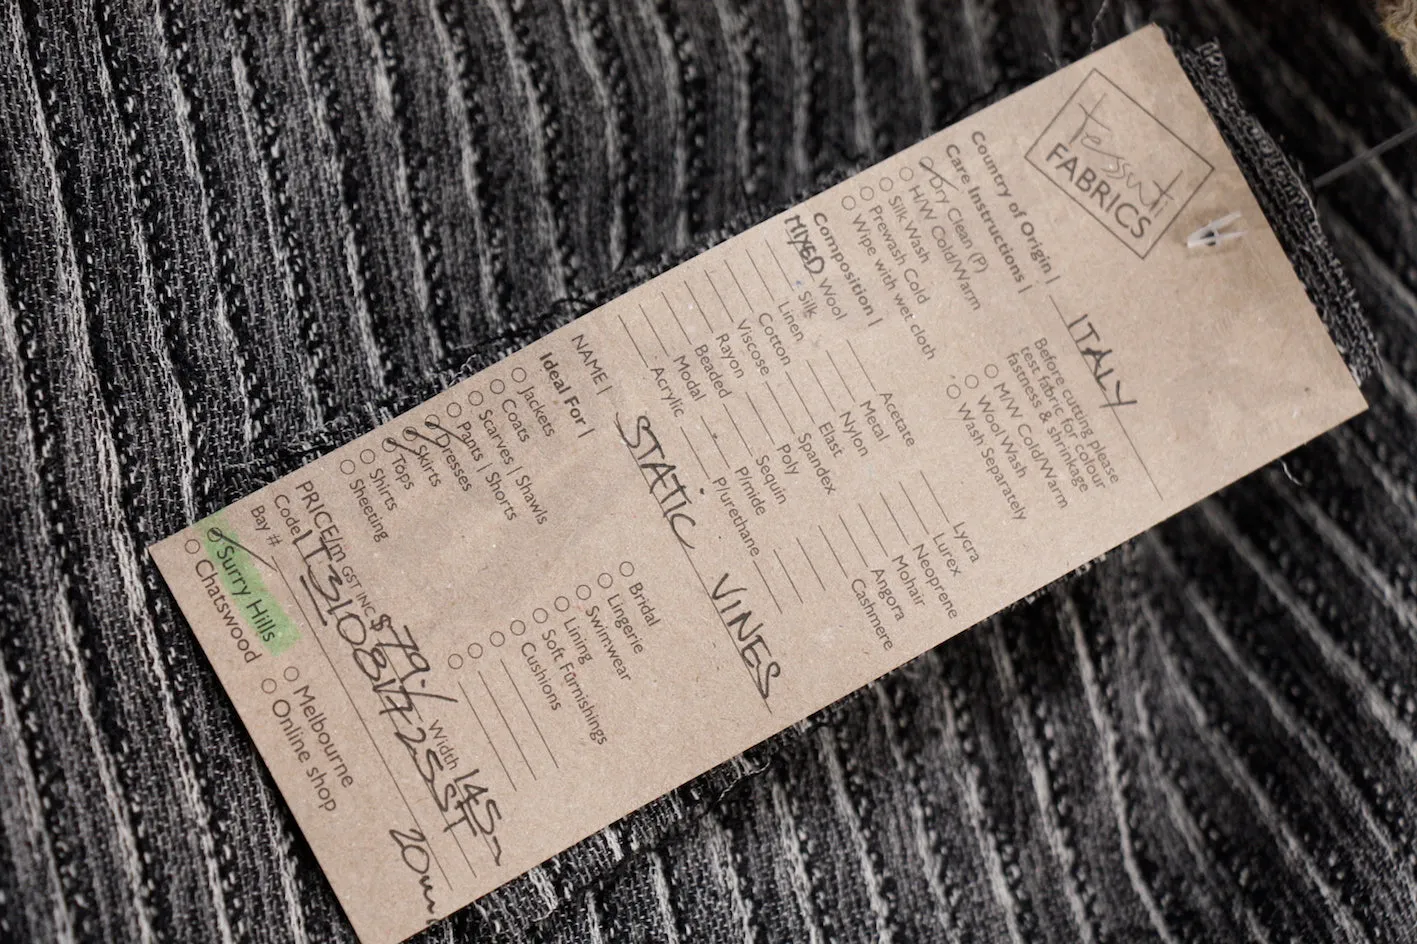 Tessuti
FABRICS
Country of Origin | ITALY
Care Instructions |
Before cutting please
test fabric for colour
fastness & shrinkage
Dry Clean (P)
H/W Cold/Warm
Silk Wash
Prewash Cold
Wipe with wet cloth
M/W Cold/Warm
Wool Wash
Wash Separately
Composition |
MIXED Wool
Silk
Linen
Cotton
Viscose
Rayon
Beaded
Modal
Acrylic
Acetate
Metal
Nylon
Elast
Spandex
Poly
Sequin
P/mide
P/urethane
Lycra
Lurex
Neoprene
Mohair
Angora
Cashmere
NAME | STATIC VINES
Ideal For |
Jackets
Coats
Scarves | Shawls
Pants | Shorts
Dresses
Skirts
Tops
Shirts
Sheeting
Bridal
Lingerie
Swimwear
Lining
Soft Furnishings
Cushions
PRICE/m GST INC $79./ Width 145
Code
Bay # 20m
Surry Hills
Chatswood
Melbourne
Online shop